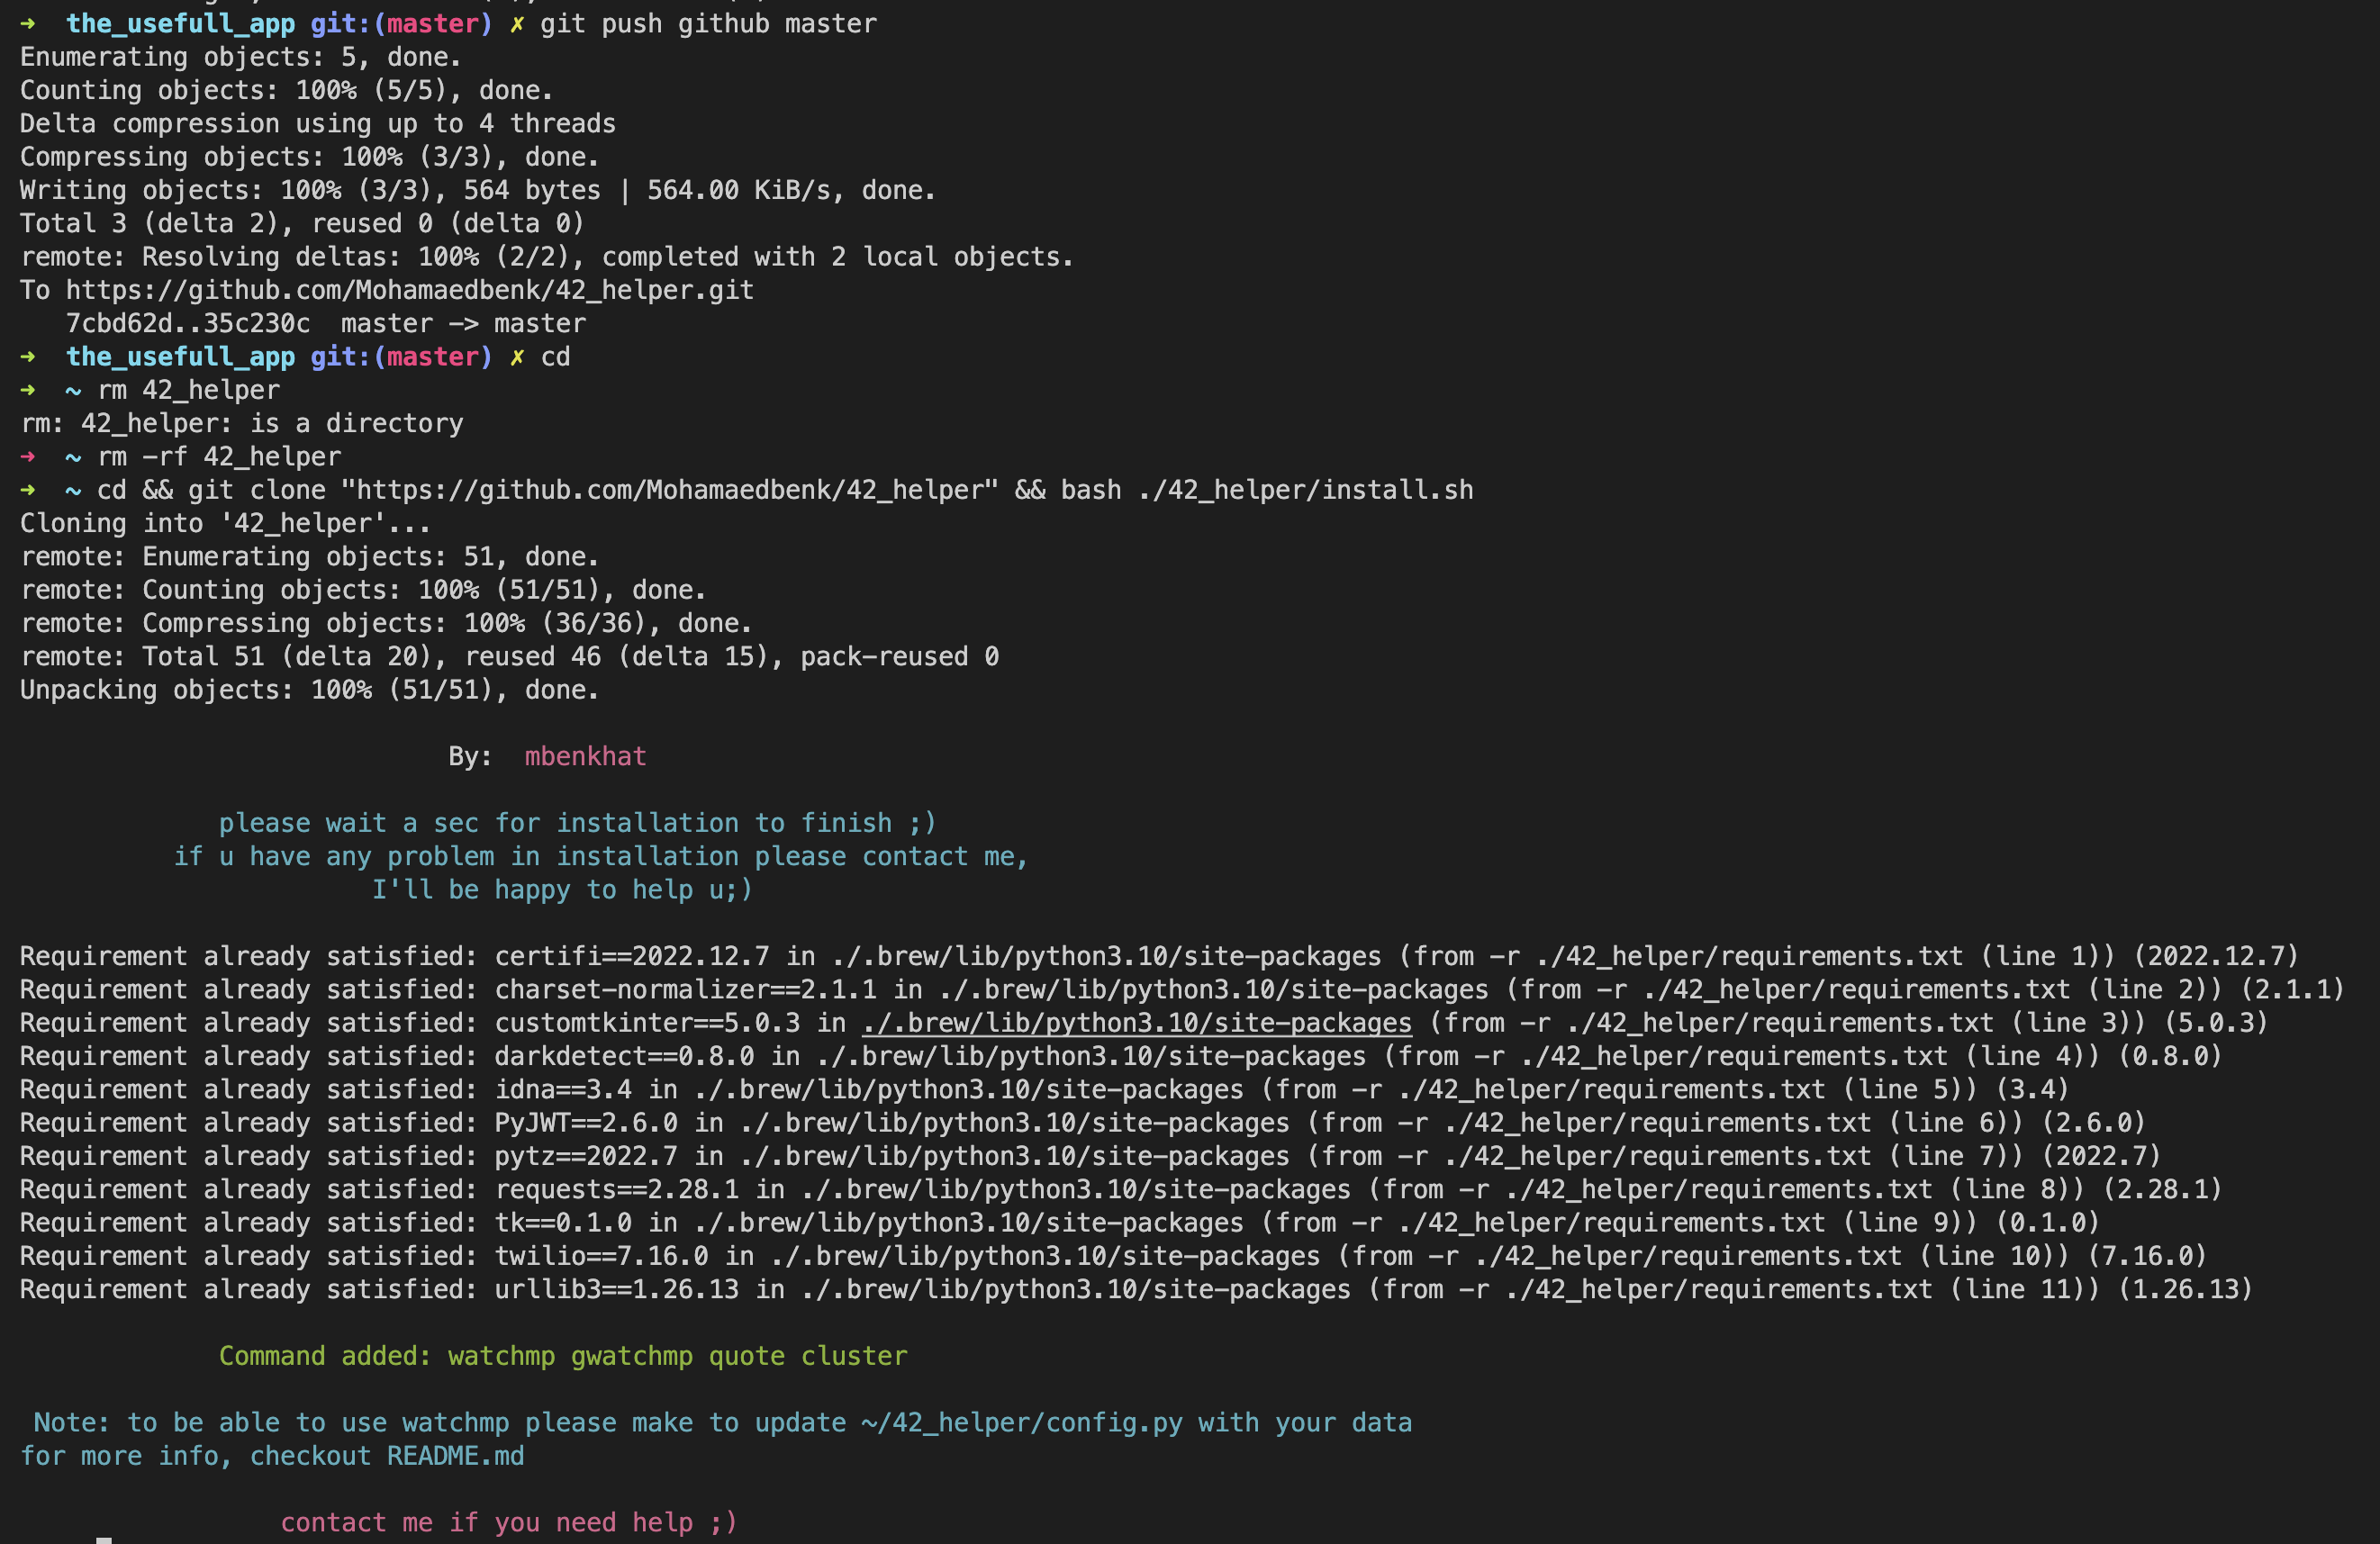 ➜  the_usefull_app git:(master) ✗ git push github master
Enumerating objects: 5, done.
Counting objects: 100% (5/5), done.
Delta compression using up to 4 threads
Compressing objects: 100% (3/3), done.
Writing objects: 100% (3/3), 564 bytes | 564.00 KiB/s, done.
Total 3 (delta 2), reused 0 (delta 0)
remote: Resolving deltas: 100% (2/2), completed with 2 local objects.
To https://github.com/Mohamaedbenk/42_helper.git
   7cbd62d..35c230c  master -> master
➜  the_usefull_app git:(master) ✗ cd
➜  ~ rm 42_helper
rm: 42_helper: is a directory
➜  ~ rm -rf 42_helper
➜  ~ cd && git clone "https://github.com/Mohamaedbenk/42_helper" && bash ./42_helper/install.sh
Cloning into '42_helper'...
remote: Enumerating objects: 51, done.
remote: Counting objects: 100% (51/51), done.
remote: Compressing objects: 100% (36/36), done.
remote: Total 51 (delta 20), reused 46 (delta 15), pack-reused 0
Unpacking objects: 100% (51/51), done.
By:  mbenkhat
please wait a sec for installation to finish ;)
if u have any problem in installation please contact me,
I'll be happy to help u;)
Requirement already satisfied: certifi==2022.12.7 in ./.brew/lib/python3.10/site-packages (from -r ./42_helper/requirements.txt (line 1)) (2022.12.7)
Requirement already satisfied: charset-normalizer==2.1.1 in ./.brew/lib/python3.10/site-packages (from -r ./42_helper/requirements.txt (line 2)) (2.1.1)
Requirement already satisfied: customtkinter==5.0.3 in ./.brew/lib/python3.10/site-packages (from -r ./42_helper/requirements.txt (line 3)) (5.0.3)
Requirement already satisfied: darkdetect==0.8.0 in ./.brew/lib/python3.10/site-packages (from -r ./42_helper/requirements.txt (line 4)) (0.8.0)
Requirement already satisfied: idna==3.4 in ./.brew/lib/python3.10/site-packages (from -r ./42_helper/requirements.txt (line 5)) (3.4)
Requirement already satisfied: PyJWT==2.6.0 in ./.brew/lib/python3.10/site-packages (from -r ./42_helper/requirements.txt (line 6)) (2.6.0)
Requirement already satisfied: pytz==2022.7 in ./.brew/lib/python3.10/site-packages (from -r ./42_helper/requirements.txt (line 7)) (2022.7)
Requirement already satisfied: requests==2.28.1 in ./.brew/lib/python3.10/site-packages (from -r ./42_helper/requirements.txt (line 8)) (2.28.1)
Requirement already satisfied: tk==0.1.0 in ./.brew/lib/python3.10/site-packages (from -r ./42_helper/requirements.txt (line 9)) (0.1.0)
Requirement already satisfied: twilio==7.16.0 in ./.brew/lib/python3.10/site-packages (from -r ./42_helper/requirements.txt (line 10)) (7.16.0)
Requirement already satisfied: urllib3==1.26.13 in ./.brew/lib/python3.10/site-packages (from -r ./42_helper/requirements.txt (line 11)) (1.26.13)
Command added: watchmp gwatchmp quote cluster
Note: to be able to use watchmp please make to update ~/42_helper/config.py with your data
for more info, checkout README.md
contact me if you need help ;)